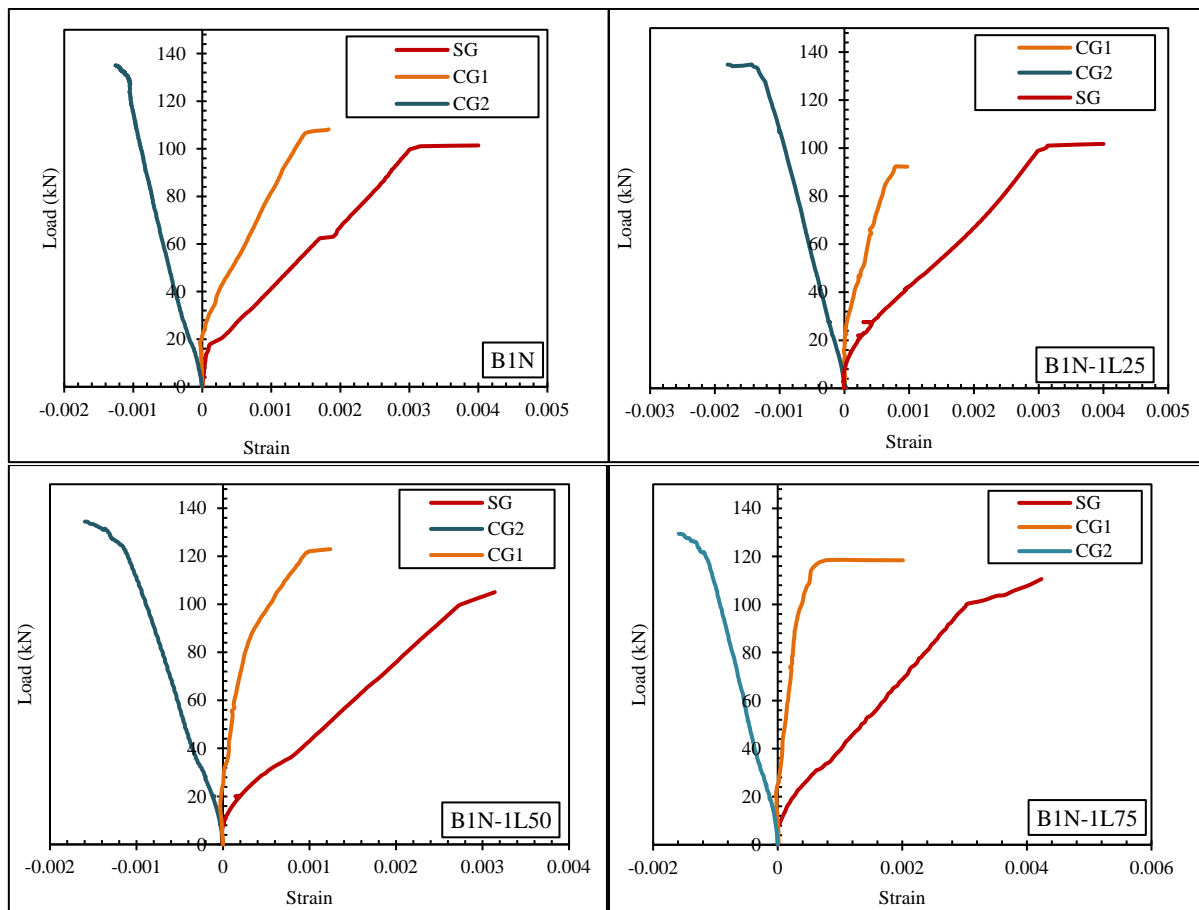 140
120
100
80
60
40
20
0
Load (kN)
-0.002 -0.001 0 0.001 0.002 0.003 0.004 0.005
Strain
SG
CG1
CG2
B1N
140
120
100
80
60
40
20
0
Load (kN)
-0.003 -0.002 -0.001 0 0.001 0.002 0.003 0.004 0.005
Strain
CG1
CG2
SG
B1N-1L25
140
120
100
80
60
40
20
0
Load (kN)
-0.002 -0.001 0 0.001 0.002 0.003 0.004
Strain
SG
CG2
CG1
B1N-1L50
140
120
100
80
60
40
20
0
Load (kN)
-0.002 0 0.002 0.004 0.006
Strain
SG
CG1
CG2
B1N-1L75